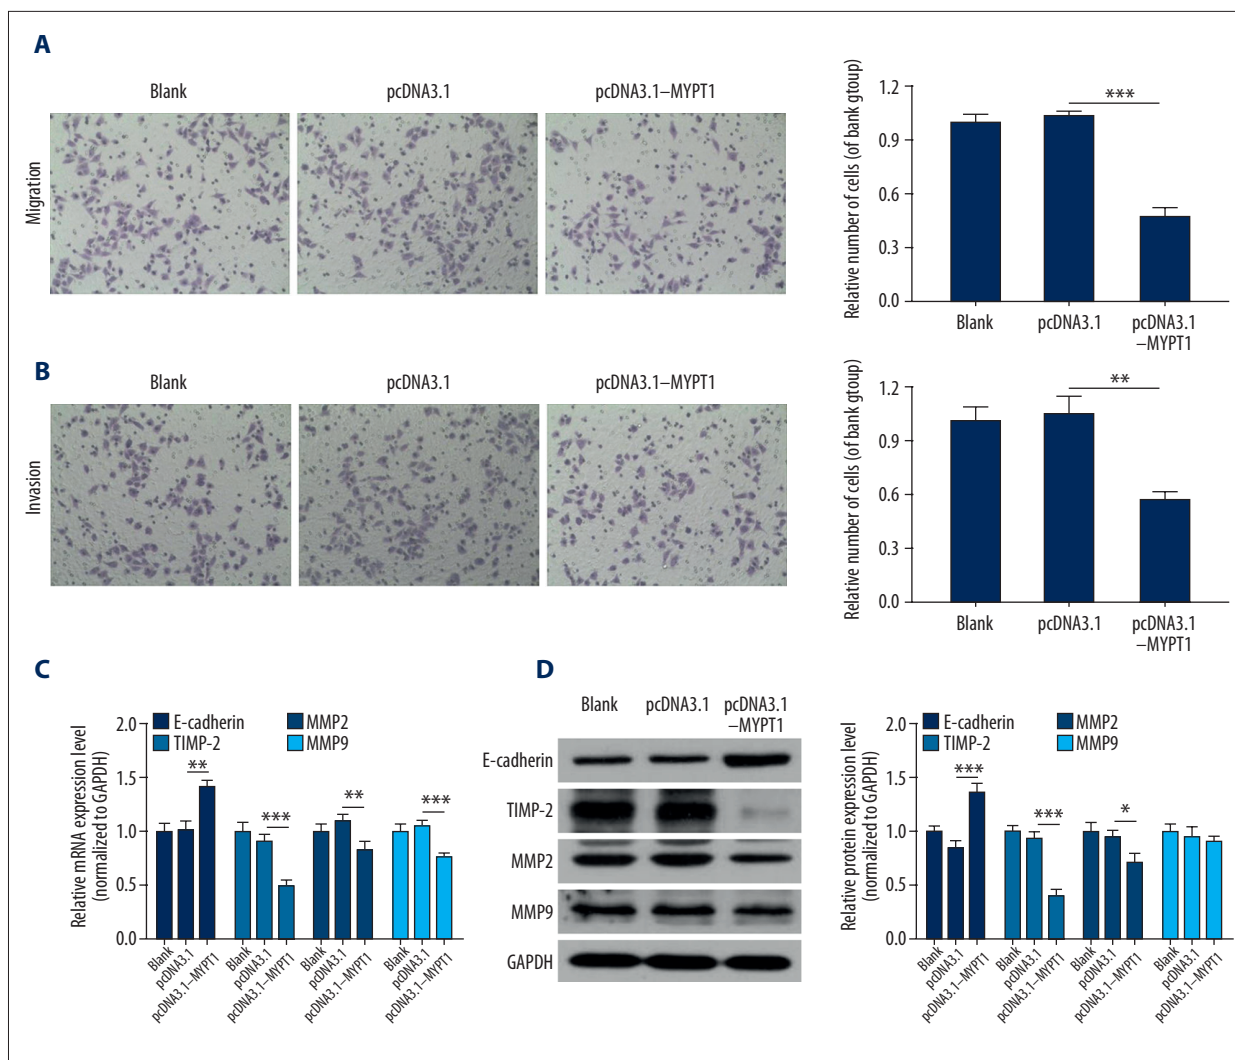 A
Blank
pcDNA3.1
pcDNA3.1–MYPT1
Migration
Relative number of cells (of bank gtoup)
1.2
0.9
0.6
0.3
0.0
***
Blank
pcDNA3.1
pcDNA3.1
–MYPT1
B
Blank
pcDNA3.1
pcDNA3.1–MYPT1
Invasion
Relative number of cells (of bank gtoup)
1.2
0.9
0.6
0.3
0.0
**
Blank
pcDNA3.1
pcDNA3.1
–MYPT1
C
Relative mRNA expression level
(normalized to GAPDH)
2.0
1.5
1.0
0.5
0.0
E-cadherin
MMP2
TIMP-2
MMP9
**
***
**
***
Blank
pcDNA3.1
pcDNA3.1–MYPT1
Blank
pcDNA3.1
pcDNA3.1–MYPT1
Blank
pcDNA3.1
pcDNA3.1–MYPT1
Blank
pcDNA3.1
pcDNA3.1–MYPT1
D
Blank
pcDNA3.1
pcDNA3.1
–MYPT1
E-cadherin
TIMP-2
MMP2
MMP9
GAPDH
Relative protein expression level
(normalized to GAPDH)
2.0
1.5
1.0
0.5
0.0
E-cadherin
MMP2
TIMP-2
MMP9
***
***
*
Blank
pcDNA3.1
pcDNA3.1–MYPT1
Blank
pcDNA3.1
pcDNA3.1–MYPT1
Blank
pcDNA3.1
pcDNA3.1–MYPT1
Blank
pcDNA3.1
pcDNA3.1–MYPT1